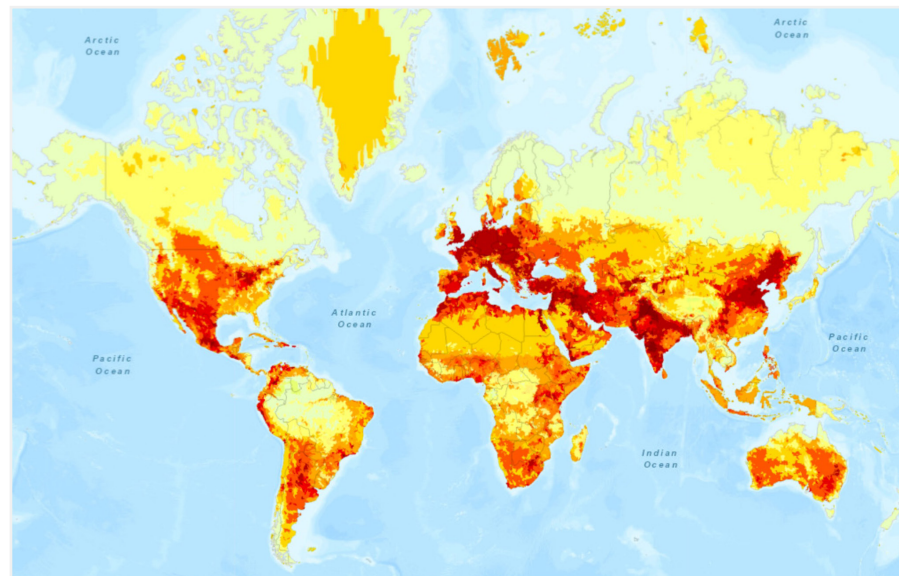 Arctic
Ocean
Arctic
Ocean
Atlantic
Ocean
Pacific
Ocean
Pacific
Ocean
Indian
Ocean